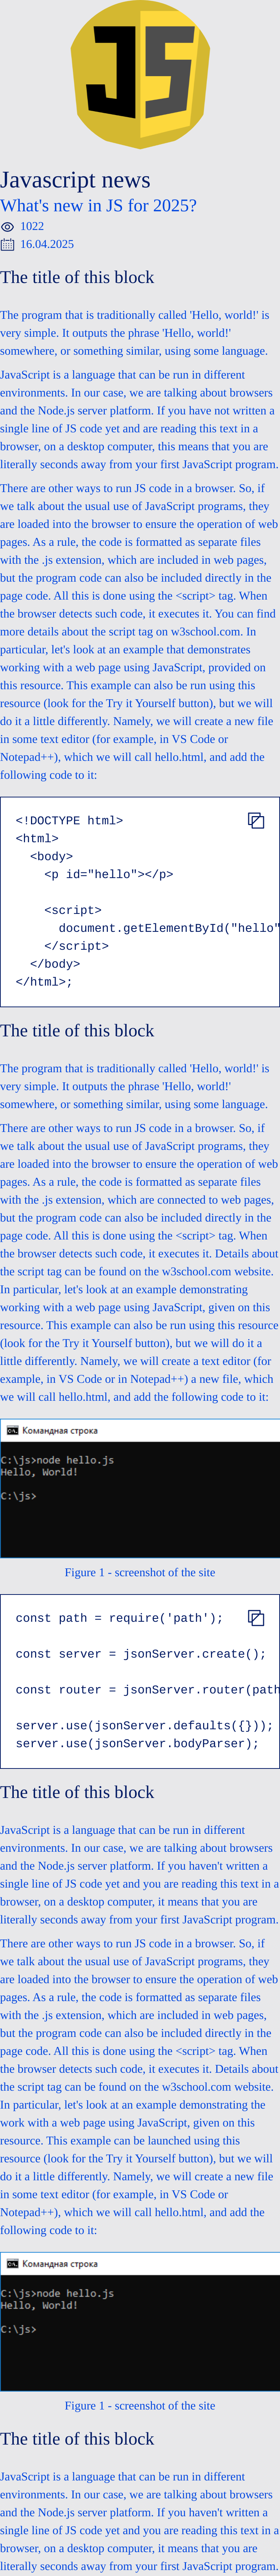 JS
Javascript news
What's new in JS for 2025?
1022
16.04.2025
The title of this block
The program that is traditionally called 'Hello, world!' is
very simple. It outputs the phrase 'Hello, world!'
somewhere, or something similar, using some language.
JavaScript is a language that can be run in different
environments. In our case, we are talking about browsers
and the Node.js server platform. If you have not written a
single line of JS code yet and are reading this text in a
browser, on a desktop computer, this means that you are
literally seconds away from your first JavaScript program.
There are other ways to run JS code in a browser. So, if
we talk about the usual use of JavaScript programs, they
are loaded into the browser to ensure the operation of web
pages. As a rule, the code is formatted as separate files
with the .js extension, which are included in web pages,
but the program code can also be included directly in the
page code. All this is done using the <script> tag. When
the browser detects such code, it executes it. You can find
more details about the script tag on w3school.com. In
particular, let's look at an example that demonstrates
working with a web page using JavaScript, provided on
this resource. This example can also be run using this
resource (look for the Try it Yourself button), but we will
do it a little differently. Namely, we will create a new file
in some text editor (for example, in VS Code or
Notepad++), which we will call hello.html, and add the
following code to it:
<!DOCTYPE html>
<html>
  <body>
    <p id="hello"></p>
    <script>
      document.getElementById("hello"
    </script>
  </body>
</html>;
The title of this block
The program that is traditionally called 'Hello, world!' is
very simple. It outputs the phrase 'Hello, world!'
somewhere, or something similar, using some language.
There are other ways to run JS code in a browser. So, if
we talk about the usual use of JavaScript programs, they
are loaded into the browser to ensure the operation of web
pages. As a rule, the code is formatted as separate files
with the .js extension, which are connected to web pages,
but the program code can also be included directly in the
page code. All this is done using the <script> tag. When
the browser detects such code, it executes it. Details about
the script tag can be found on the w3school.com website.
In particular, let's look at an example demonstrating
working with a web page using JavaScript, given on this
resource. This example can also be run using this resource
(look for the Try it Yourself button), but we will do it a
little differently. Namely, we will create a text editor (for
example, in VS Code or in Notepad++) a new file, which
we will call hello.html, and add the following code to it:
Командная строка
C:\js>node hello.js
Hello, World!
C:\js>
Figure 1 - screenshot of the site
const path = require('path');
const server = jsonServer.create();
const router = jsonServer.router(path
server.use(jsonServer.defaults({}));
server.use(jsonServer.bodyParser);
The title of this block
JavaScript is a language that can be run in different
environments. In our case, we are talking about browsers
and the Node.js server platform. If you haven't written a
single line of JS code yet and you are reading this text in a
browser, on a desktop computer, it means that you are
literally seconds away from your first JavaScript program.
There are other ways to run JS code in a browser. So, if
we talk about the usual use of JavaScript programs, they
are loaded into the browser to ensure the operation of web
pages. As a rule, the code is formatted as separate files
with the .js extension, which are included in web pages,
but the program code can also be included directly in the
page code. All this is done using the <script> tag. When
the browser detects such code, it executes it. Details about
the script tag can be found on the w3school.com website.
In particular, let's look at an example demonstrating the
work with a web page using JavaScript, given on this
resource. This example can be launched using this
resource (look for the Try it Yourself button), but we will
do it a little differently. Namely, we will create a new file
in some text editor (for example, in VS Code or
Notepad++), which we will call hello.html, and add the
following code to it:
Командная строка
C:\js>node hello.js
Hello, World!
C:\js>
Figure 1 - screenshot of the site
The title of this block
JavaScript is a language that can be run in different
environments. In our case, we are talking about browsers
and the Node.js server platform. If you haven't written a
single line of JS code yet and you are reading this text in a
browser, on a desktop computer, it means that you are
literally seconds away from your first JavaScript program.